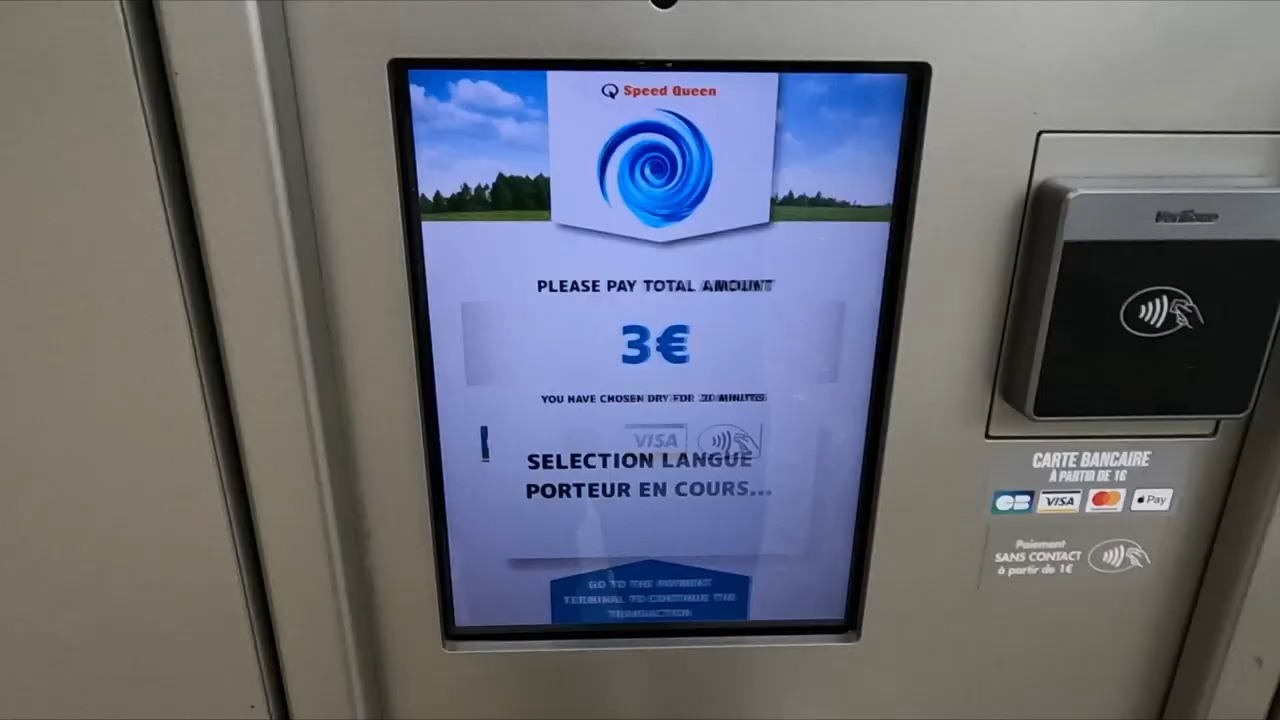 Speed Queen
PLEASE PAY TOTAL AMOUNT
3€
YOU HAVE CHOSEN DRY FOR 20 MINUTES
VISA
SELECTION LANGUE
PORTEUR EN COURS...
GO TO THE PAYMENT
TERMINAL TO CONTINUE THE
TRANSACTION
Verifone
CARTE BANCAIRE
À PARTIR DE 1€
CB VISA mastercard Pay
Paiement
SANS CONTACT
à partir de 1€